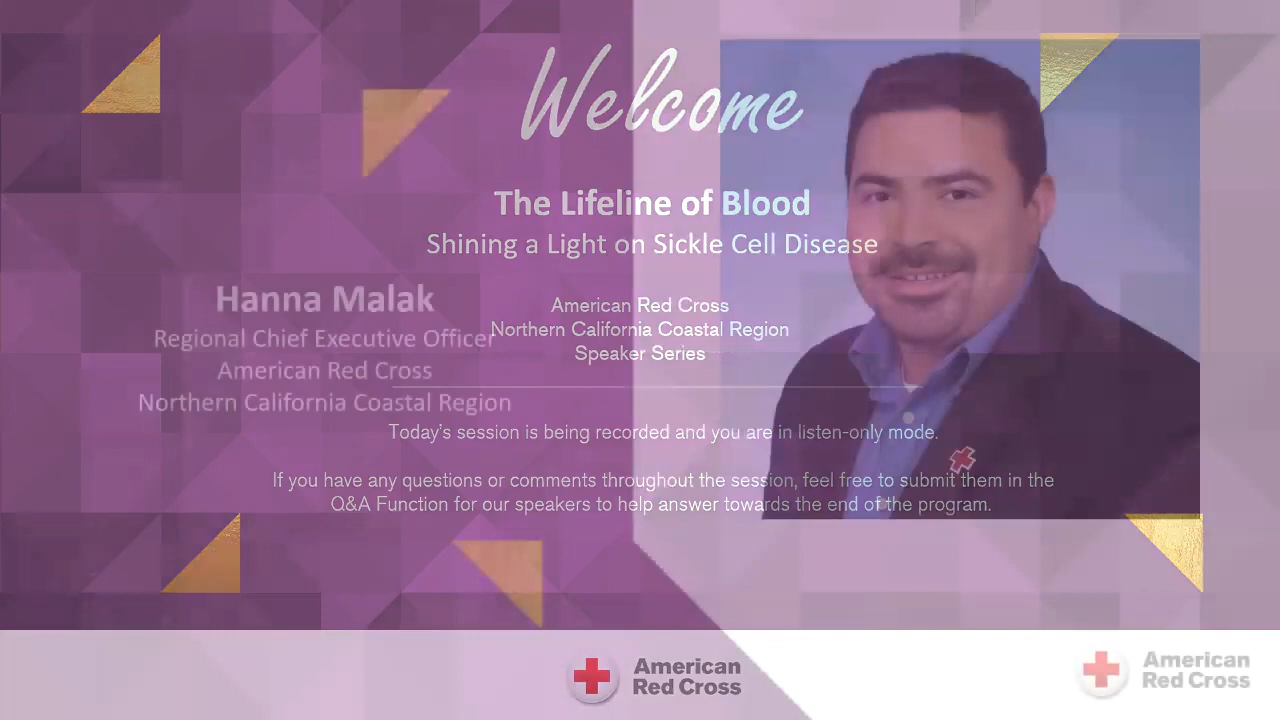 Welcome
The Lifeline of Blood
Shining a Light on Sickle Cell Disease
American Red Cross
Northern California Coastal Region
Speaker Series
Hanna Malak
Regional Chief Executive Officer
American Red Cross
Northern California Coastal Region
Today's session is being recorded and you are in listen-only mode.
If you have any questions or comments throughout the session, feel free to submit them in the
Q&A Function for our speakers to help answer towards the end of the program.
American
Red Cross
American
Red Cross